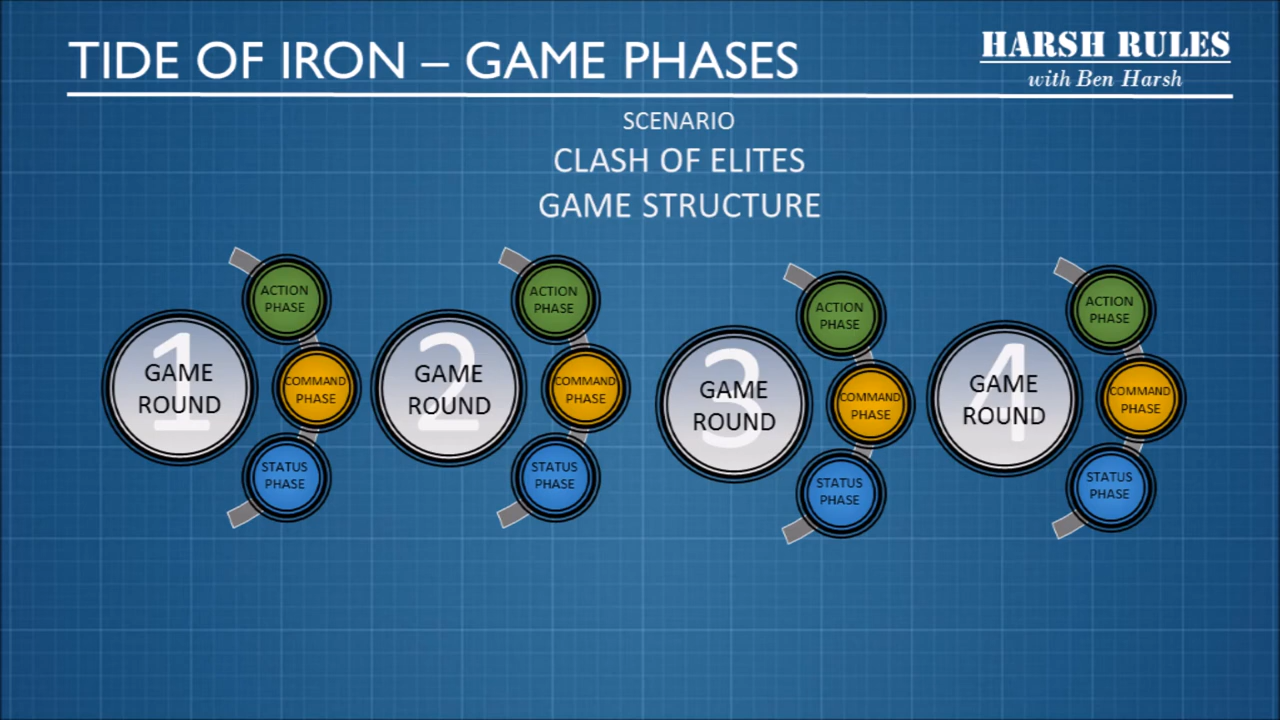 TIDE OF IRON – GAME PHASES
HARSH RULES
with Ben Harsh
SCENARIO
CLASH OF ELITES
GAME STRUCTURE
1
GAME
ROUND
ACTION
PHASE
COMMAND
PHASE
STATUS
PHASE
2
GAME
ROUND
ACTION
PHASE
COMMAND
PHASE
STATUS
PHASE
3
GAME
ROUND
ACTION
PHASE
COMMAND
PHASE
STATUS
PHASE
4
GAME
ROUND
ACTION
PHASE
COMMAND
PHASE
STATUS
PHASE